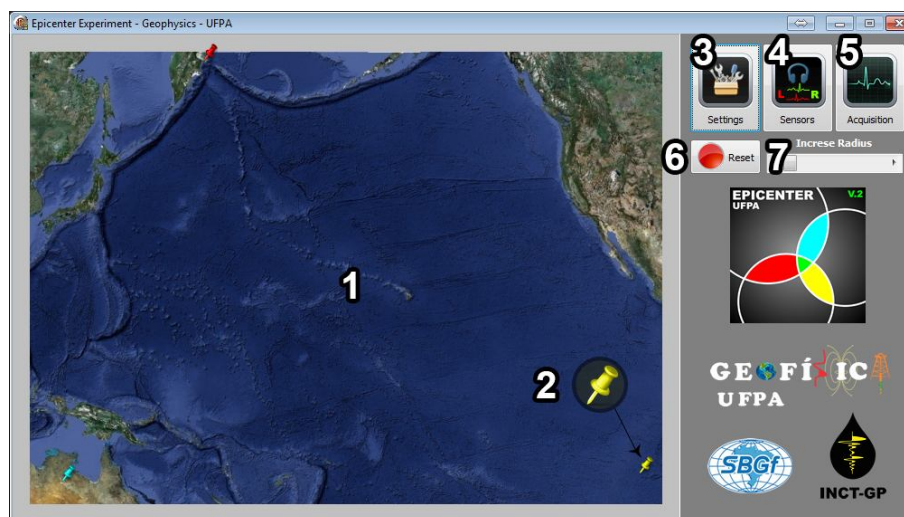 Epicenter Experiment - Geophysics - UFPA
3
4
5
L
R
Settings
Sensors
Acquisition
6
Reset
7
Increse Radius
EPICENTER V.2
UFPA
1
2
GEOFÍSICA
UFPA
SBGf
INCT-GP